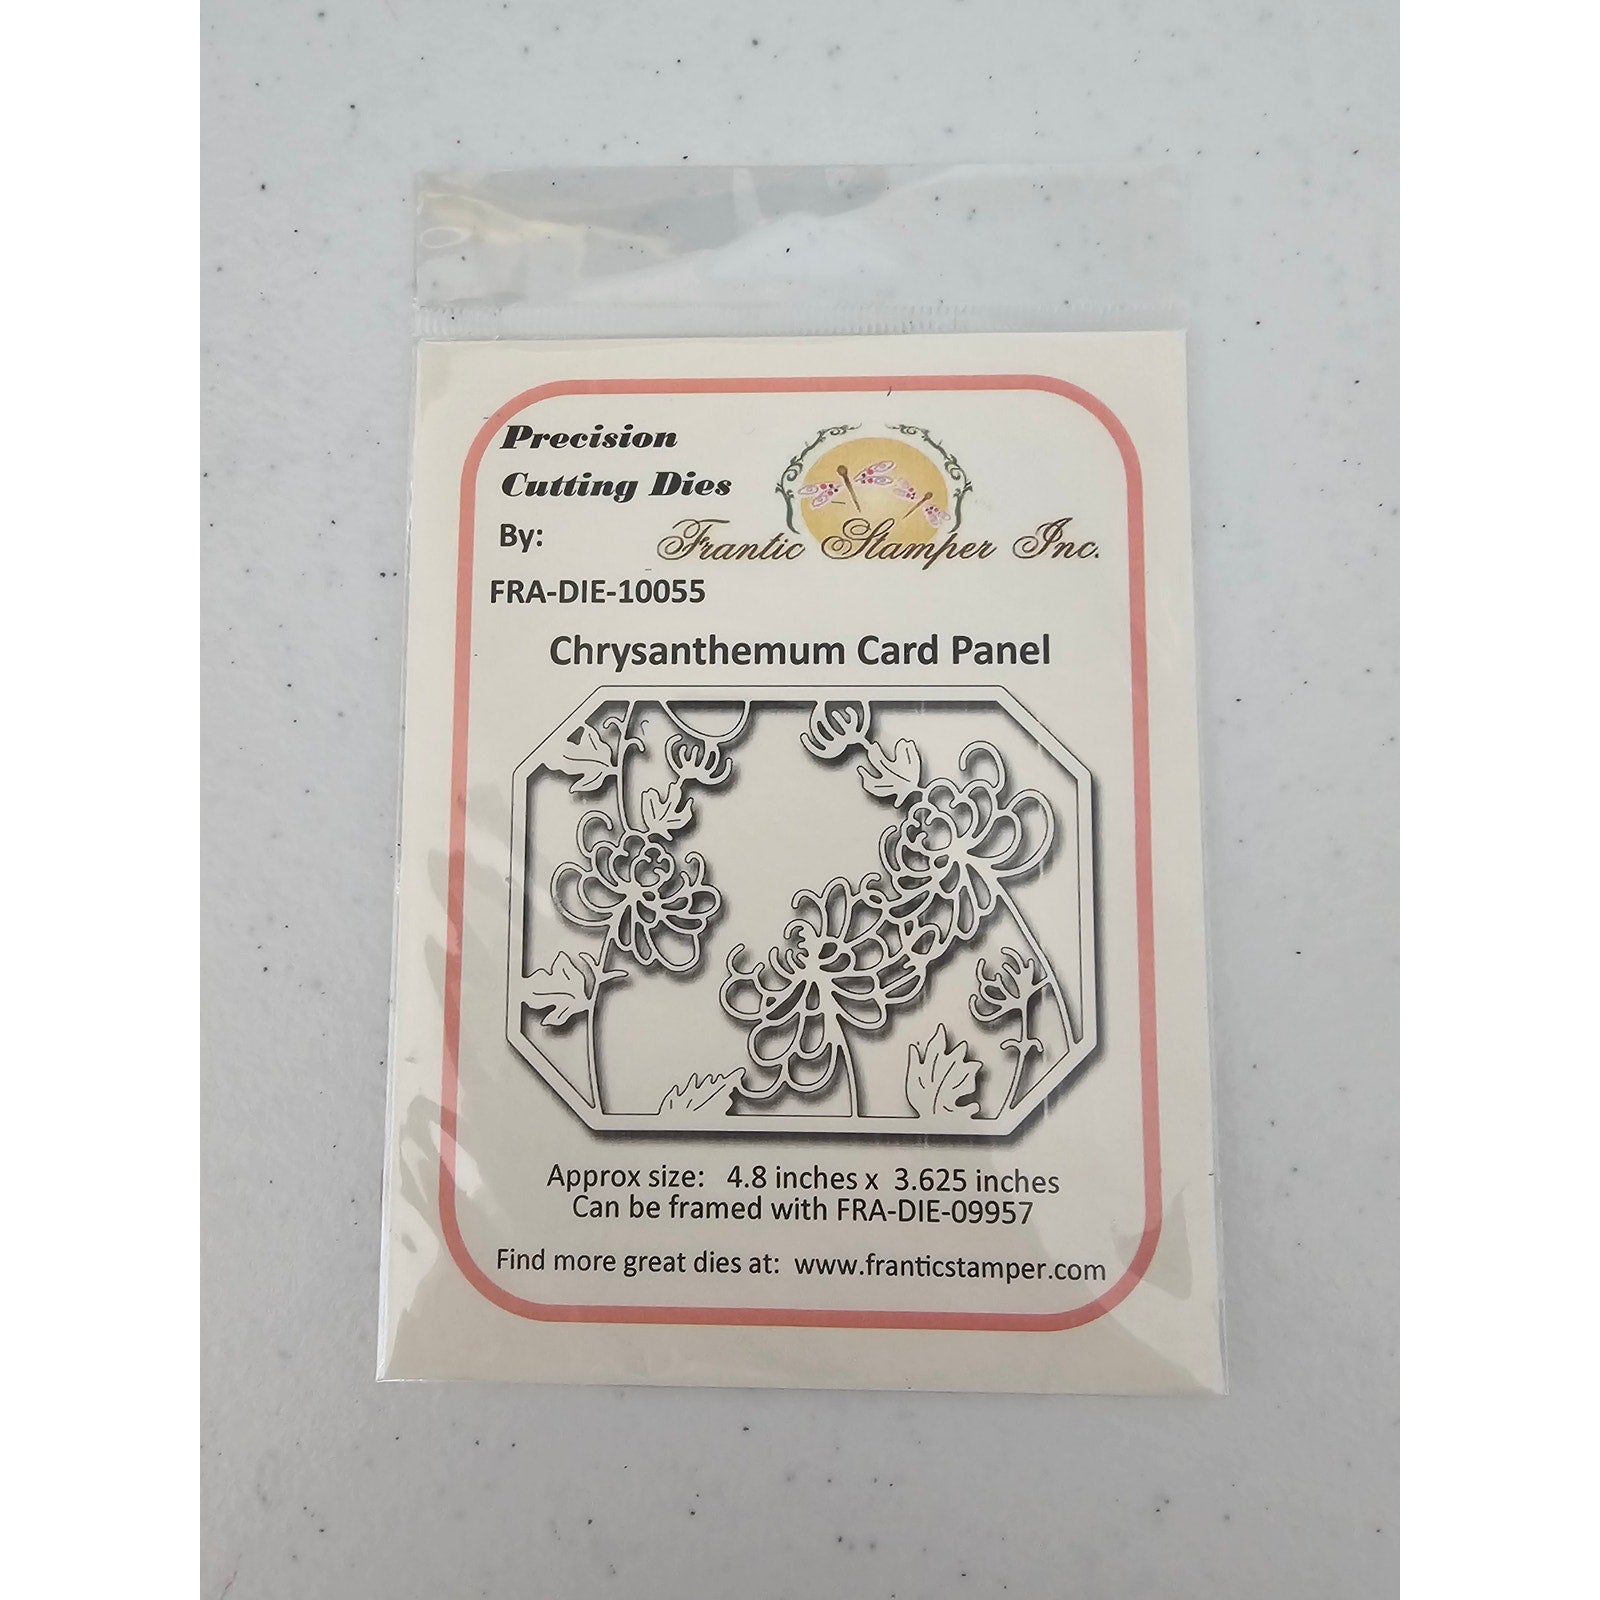 Precision
Cutting Dies
By:
Frantic Stamper Inc.
FRA-DIE-10055
Chrysanthemum Card Panel
Approx size: 4.8 inches x 3.625 inches
Can be framed with FRA-DIE-09957
Find more great dies at: www.franticstamper.com